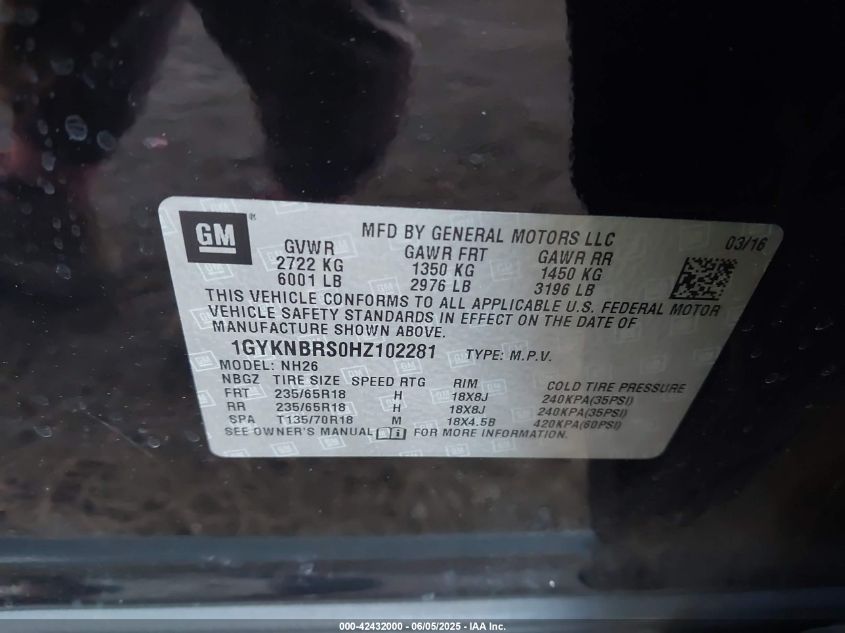 GM ®
MFD BY GENERAL MOTORS LLC
03/16
GVWR GAWR FRT GAWR RR
2722 KG 1350 KG 1450 KG
6001 LB 2976 LB 3196 LB
THIS VEHICLE CONFORMS TO ALL APPLICABLE U.S. FEDERAL MOTOR
VEHICLE SAFETY STANDARDS IN EFFECT ON THE DATE OF
MANUFACTURE SHOWN ABOVE.
1GYKNBRS0HZ102281 TYPE: M.P.V.
MODEL: NH26
NBGZ TIRE SIZE SPEED RTG RIM COLD TIRE PRESSURE
FRT 235/65R18 H 18X8J 240KPA(35PSI)
RR 235/65R18 H 18X8J 240KPA(35PSI)
SPA T135/70R18 M 18X4.5B 420KPA(60PSI)
SEE OWNER'S MANUAL i FOR MORE INFORMATION.
000-42432000 - 06/05/2025 - IAA Inc.